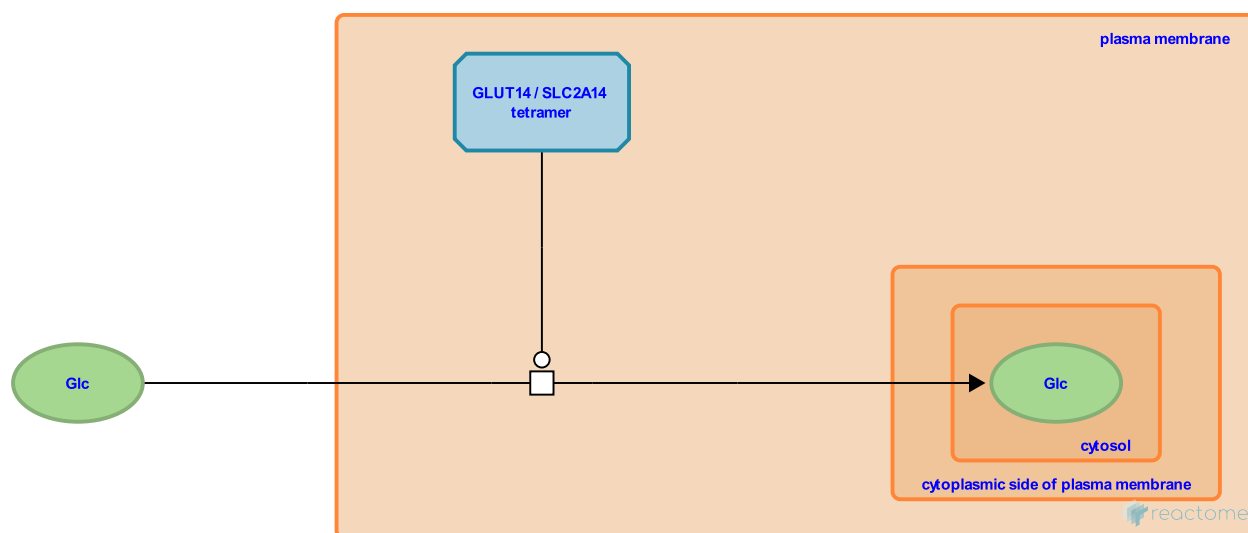 plasma membrane
GLUT14 / SLC2A14
tetramer
Glc
Glc
cytosol
cytoplasmic side of plasma membrane
reactome